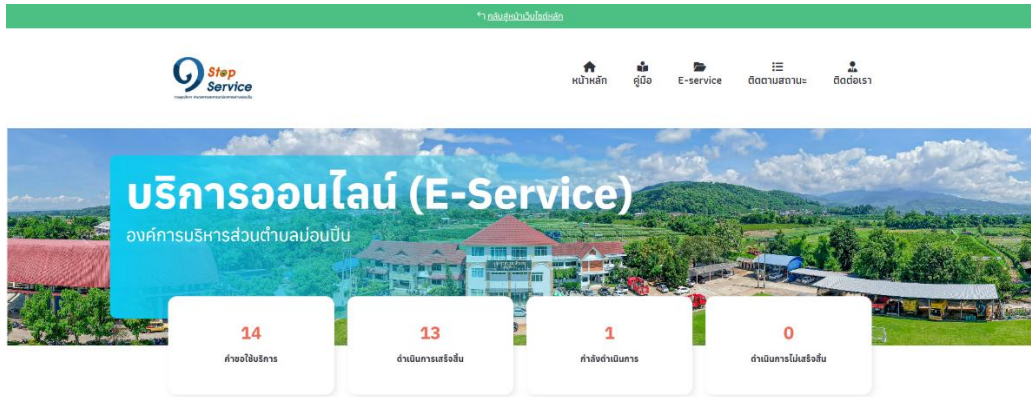 กลับสู่หน้าเว็บไซต์หลัก
Stop
Service
หน้าหลัก
คู่มือ
E-service
ติดตามสถานะ
ติดต่อเรา
บริการออนไลน์ (E-Service)
องค์การบริหารส่วนตำบลม่อนปิ่น
14
คำขอใช้บริการ
13
ดำเนินการเสร็จสิ้น
1
กำลังดำเนินการ
0
ดำเนินการไม่เสร็จสิ้น